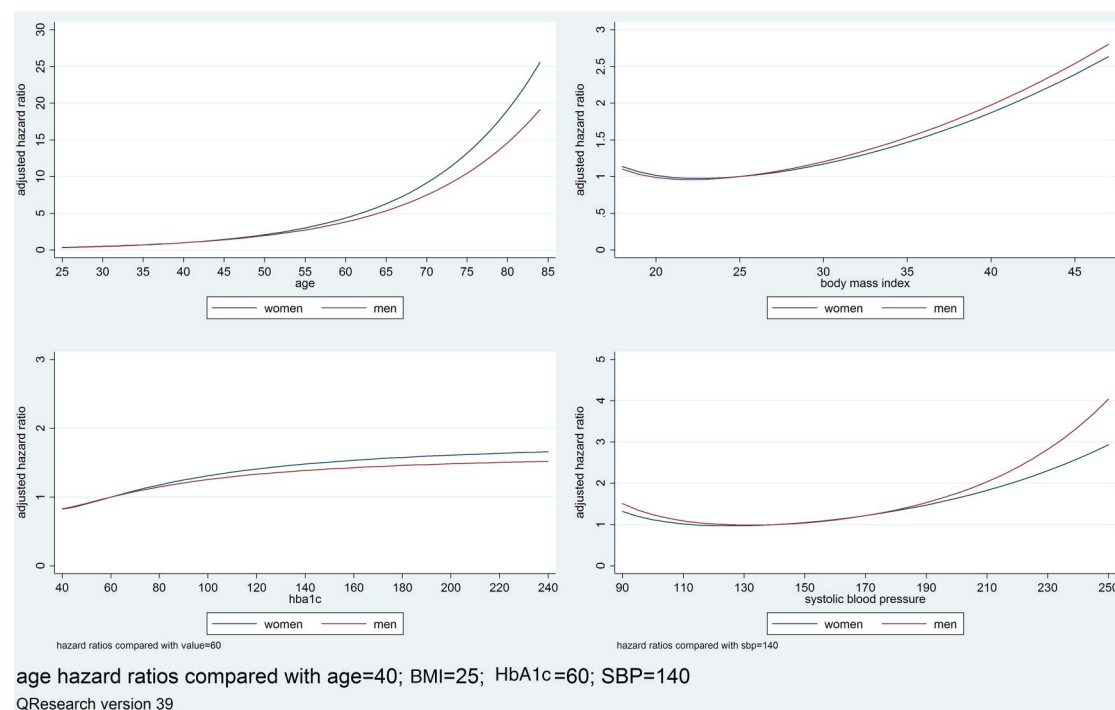 adjusted hazard ratio
0 5 10 15 20 25 30
25 30 35 40 45 50 55 60 65 70 75 80 85
age
women men
adjusted hazard ratio
0 .5 1 1.5 2 2.5 3
20 25 30 35 40 45
body mass index
women men
adjusted hazard ratio
0 1 2 3
40 60 80 100 120 140 160 180 200 220 240
hba1c
women men
hazard ratios compared with value=60
adjusted hazard ratio
0 1 2 3 4 5
90 110 130 150 170 190 210 230 250
systolic blood pressure
women men
hazard ratios compared with sbp=140
age hazard ratios compared with age=40; BMI=25; HbA1c=60; SBP=140
QResearch version 39